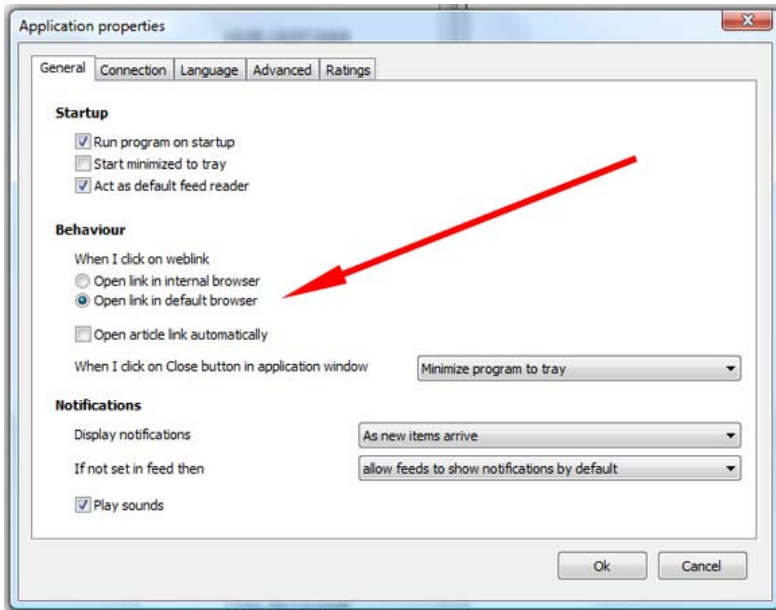 Application properties
General Connection Language Advanced Ratings
Startup
Run program on startup
Start minimized to tray
Act as default feed reader
Behaviour
When I click on weblink
Open link in internal browser
Open link in default browser
Open article link automatically
When I click on Close button in application window Minimize program to tray
Notifications
Display notifications As new items arrive
If not set in feed then allow feeds to show notifications by default
Play sounds
Ok Cancel